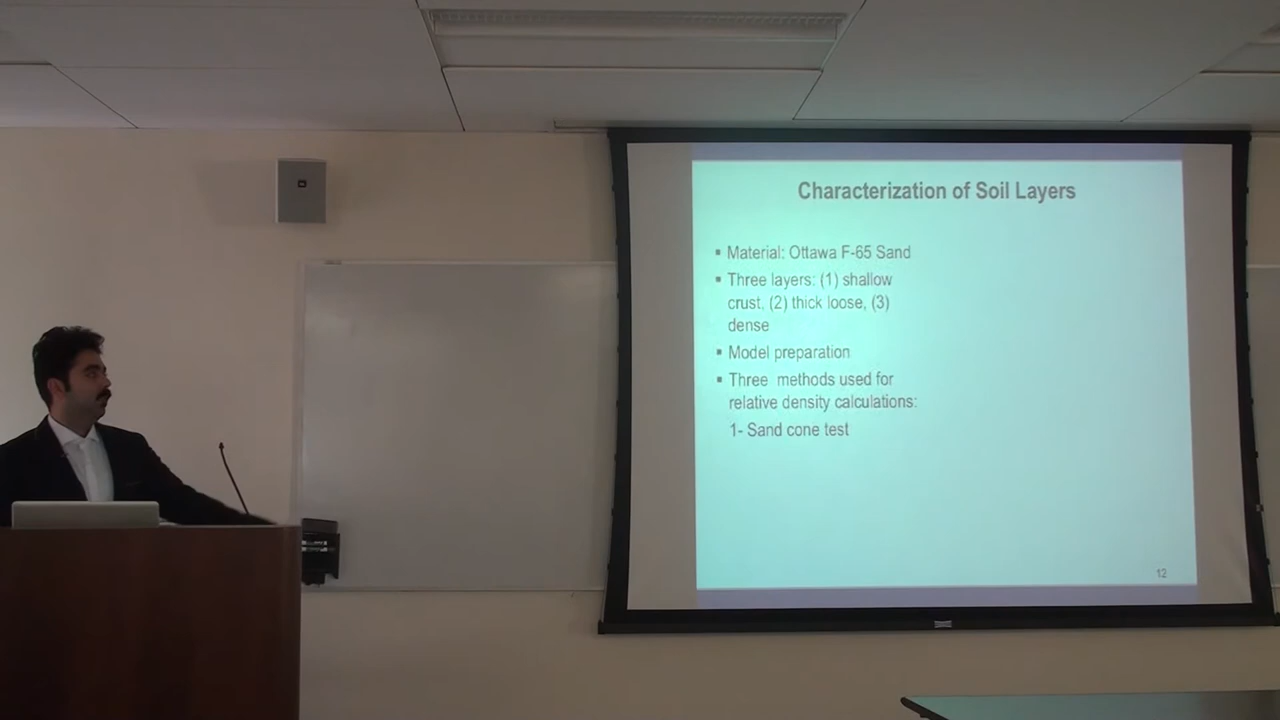 Characterization of Soil Layers
▪ Material: Ottawa F-65 Sand
▪ Three layers: (1) shallow
crust, (2) thick loose, (3)
dense
▪ Model preparation
▪ Three methods used for
relative density calculations:
1- Sand cone test
12